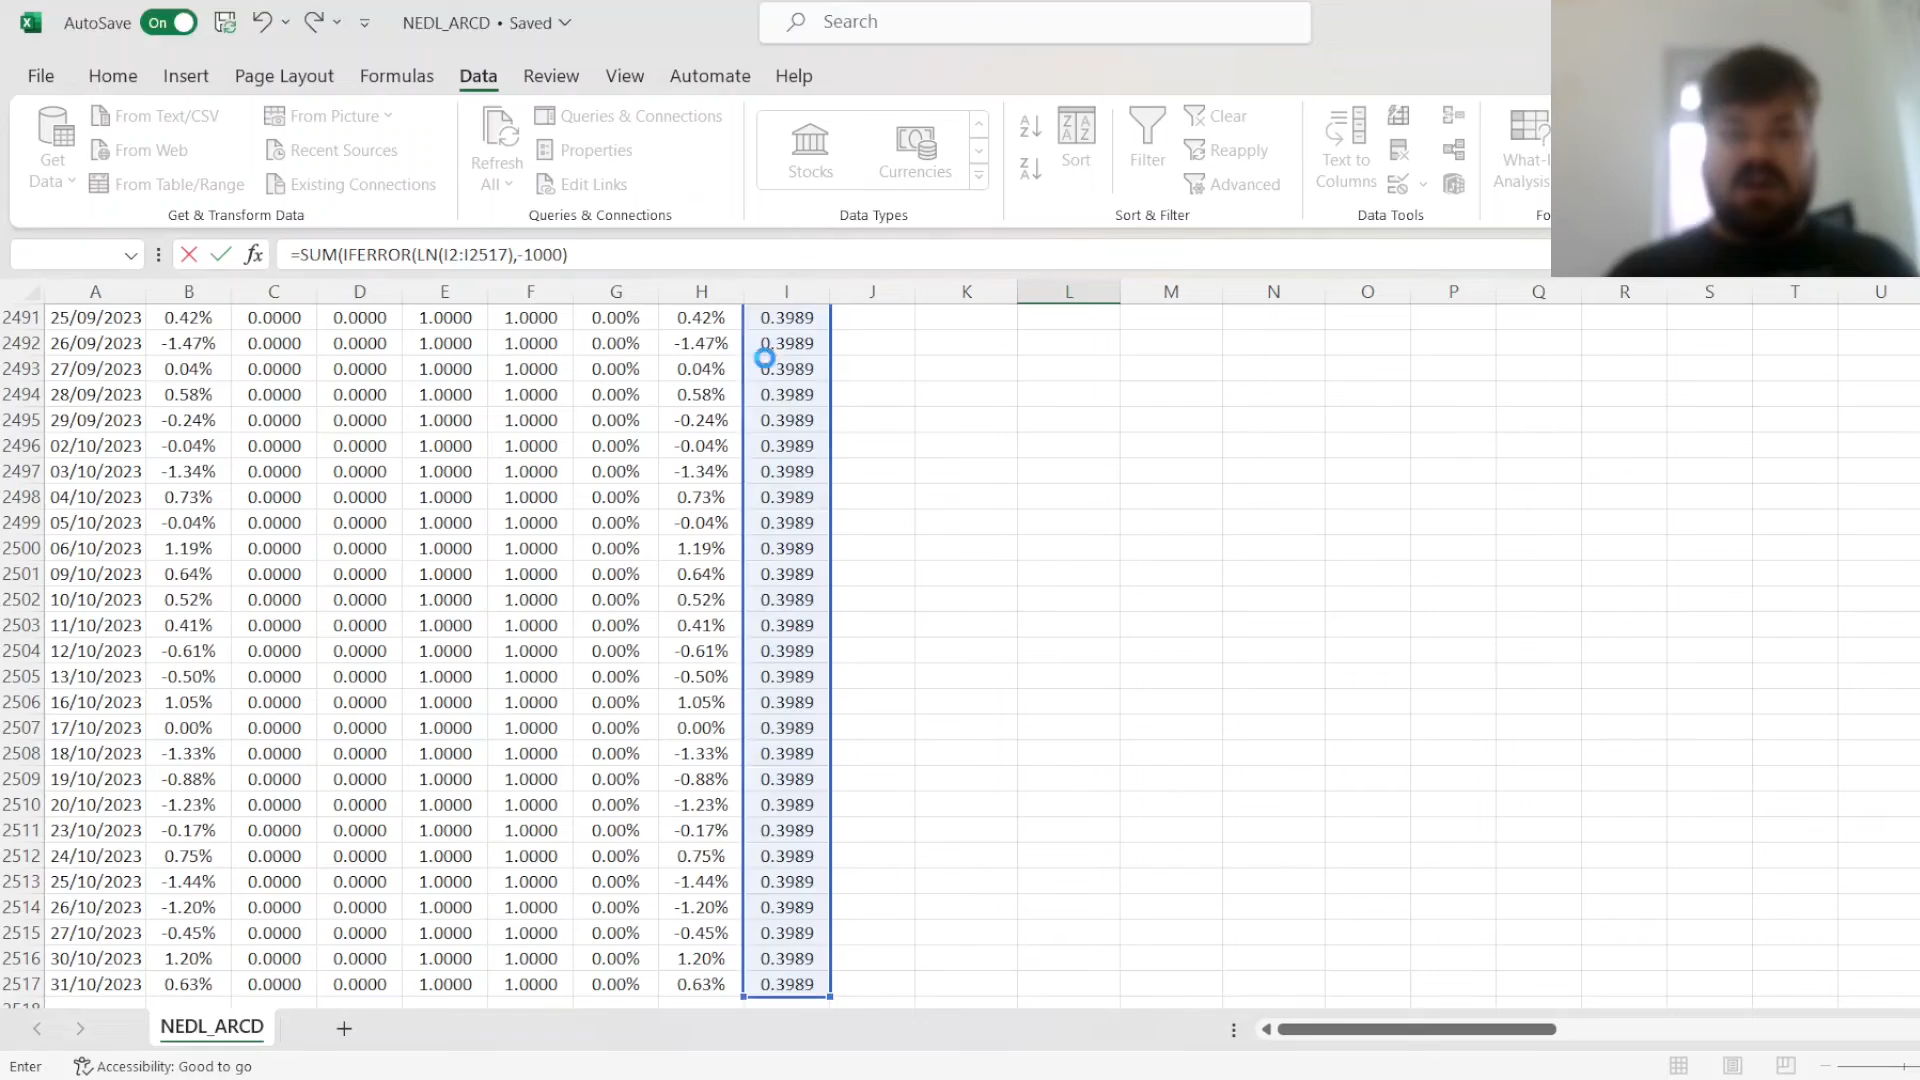 AutoSave On NEDL_ARCD • Saved Search
File Home Insert Page Layout Formulas Data Review View Automate Help
Get Data From Text/CSV From Picture Refresh All Queries & Connections Stocks Currencies Sort Filter Clear Text to Columns
From Web Recent Sources Properties Reapply
From Table/Range Existing Connections Edit Links Advanced
Get & Transform Data Queries & Connections Data Types Sort & Filter Data Tools
fx =SUM(IFERROR(LN(I2:I2517),-1000)
A B C D E F G H I J K L M N O P Q R S T U
2491 25/09/2023 0.42% 0.0000 0.0000 1.0000 1.0000 0.00% 0.42% 0.3989
2492 26/09/2023 -1.47% 0.0000 0.0000 1.0000 1.0000 0.00% -1.47% 0.3989
2493 27/09/2023 0.04% 0.0000 0.0000 1.0000 1.0000 0.00% 0.04% 0.3989
2494 28/09/2023 0.58% 0.0000 0.0000 1.0000 1.0000 0.00% 0.58% 0.3989
2495 29/09/2023 -0.24% 0.0000 0.0000 1.0000 1.0000 0.00% -0.24% 0.3989
2496 02/10/2023 -0.04% 0.0000 0.0000 1.0000 1.0000 0.00% -0.04% 0.3989
2497 03/10/2023 -1.34% 0.0000 0.0000 1.0000 1.0000 0.00% -1.34% 0.3989
2498 04/10/2023 0.73% 0.0000 0.0000 1.0000 1.0000 0.00% 0.73% 0.3989
2499 05/10/2023 -0.04% 0.0000 0.0000 1.0000 1.0000 0.00% -0.04% 0.3989
2500 06/10/2023 1.19% 0.0000 0.0000 1.0000 1.0000 0.00% 1.19% 0.3989
2501 09/10/2023 0.64% 0.0000 0.0000 1.0000 1.0000 0.00% 0.64% 0.3989
2502 10/10/2023 0.52% 0.0000 0.0000 1.0000 1.0000 0.00% 0.52% 0.3989
2503 11/10/2023 0.41% 0.0000 0.0000 1.0000 1.0000 0.00% 0.41% 0.3989
2504 12/10/2023 -0.61% 0.0000 0.0000 1.0000 1.0000 0.00% -0.61% 0.3989
2505 13/10/2023 -0.50% 0.0000 0.0000 1.0000 1.0000 0.00% -0.50% 0.3989
2506 16/10/2023 1.05% 0.0000 0.0000 1.0000 1.0000 0.00% 1.05% 0.3989
2507 17/10/2023 0.00% 0.0000 0.0000 1.0000 1.0000 0.00% 0.00% 0.3989
2508 18/10/2023 -1.33% 0.0000 0.0000 1.0000 1.0000 0.00% -1.33% 0.3989
2509 19/10/2023 -0.88% 0.0000 0.0000 1.0000 1.0000 0.00% -0.88% 0.3989
2510 20/10/2023 -1.23% 0.0000 0.0000 1.0000 1.0000 0.00% -1.23% 0.3989
2511 23/10/2023 -0.17% 0.0000 0.0000 1.0000 1.0000 0.00% -0.17% 0.3989
2512 24/10/2023 0.75% 0.0000 0.0000 1.0000 1.0000 0.00% 0.75% 0.3989
2513 25/10/2023 -1.44% 0.0000 0.0000 1.0000 1.0000 0.00% -1.44% 0.3989
2514 26/10/2023 -1.20% 0.0000 0.0000 1.0000 1.0000 0.00% -1.20% 0.3989
2515 27/10/2023 -0.45% 0.0000 0.0000 1.0000 1.0000 0.00% -0.45% 0.3989
2516 30/10/2023 1.20% 0.0000 0.0000 1.0000 1.0000 0.00% 1.20% 0.3989
2517 31/10/2023 0.63% 0.0000 0.0000 1.0000 1.0000 0.00% 0.63% 0.3989
NEDL_ARCD
Enter Accessibility: Good to go